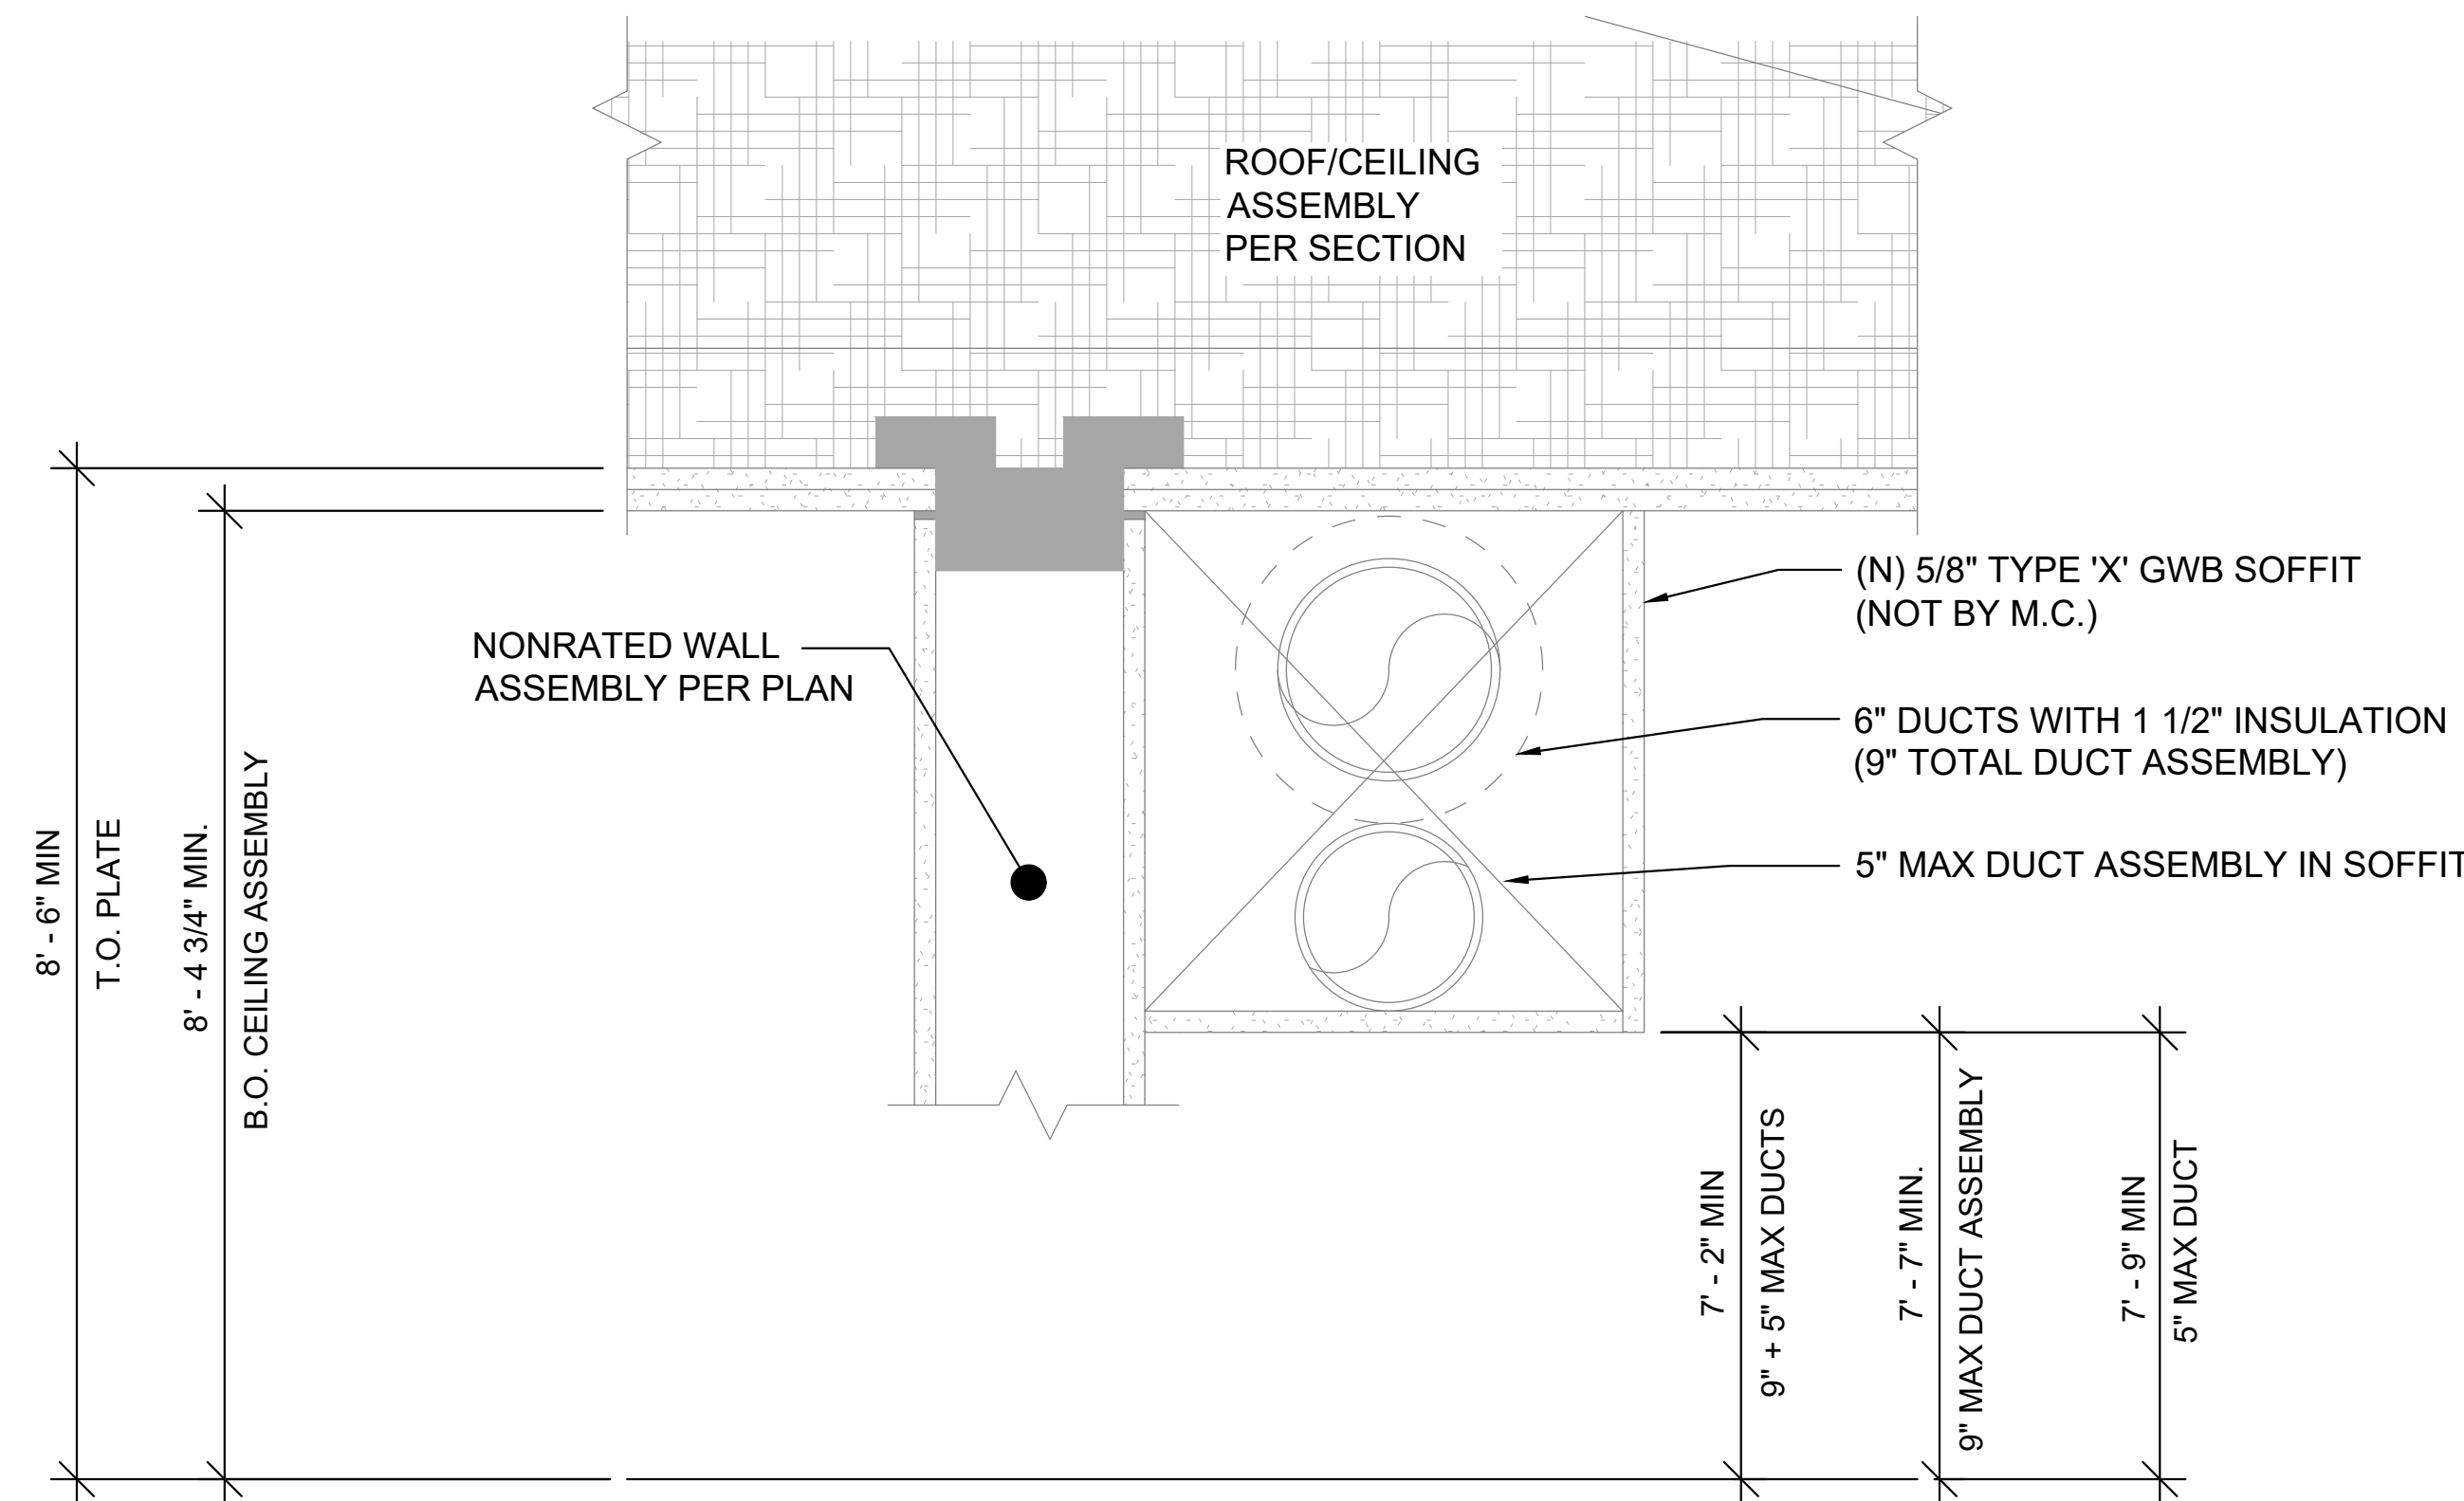 ROOF/CEILING
ASSEMBLY
PER SECTION
(N) 5/8" TYPE 'X' GWB SOFFIT
(NOT BY M.C.)
NONRATED WALL
ASSEMBLY PER PLAN
6" DUCTS WITH 1 1/2" INSULATION
(9" TOTAL DUCT ASSEMBLY)
5" MAX DUCT ASSEMBLY IN SOFFIT
8' - 6" MIN
T.O. PLATE
8' - 4 3/4" MIN.
B.O. CEILING ASSEMBLY
7' - 2" MIN
9" + 5" MAX DUCTS
7' - 7" MIN.
9" MAX DUCT ASSEMBLY
7' - 9" MIN
5" MAX DUCT